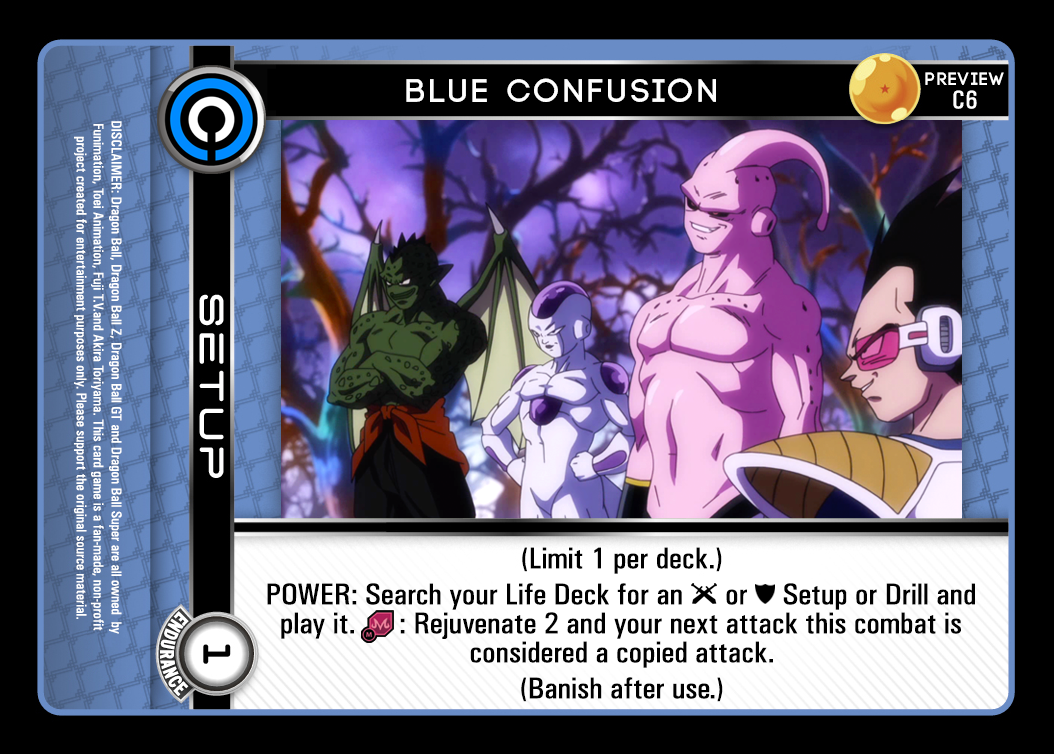 BLUE CONFUSION
PREVIEW
C6
SETUP
DISCLAIMER: Dragon Ball, Dragon Ball Z, Dragon Ball GT and Dragon Ball Super are all owned by
Funimation, Toei Animation, Fuji T.V.and Akira Toriyama. This card game is a fan-made, non-profit
project created for entertainment purposes only. Please support the original source material.
(Limit 1 per deck.)
POWER: Search your Life Deck for an or Setup or Drill and
play it. M : Rejuvenate 2 and your next attack this combat is
considered a copied attack.
(Banish after use.)
ENDURANCE
1